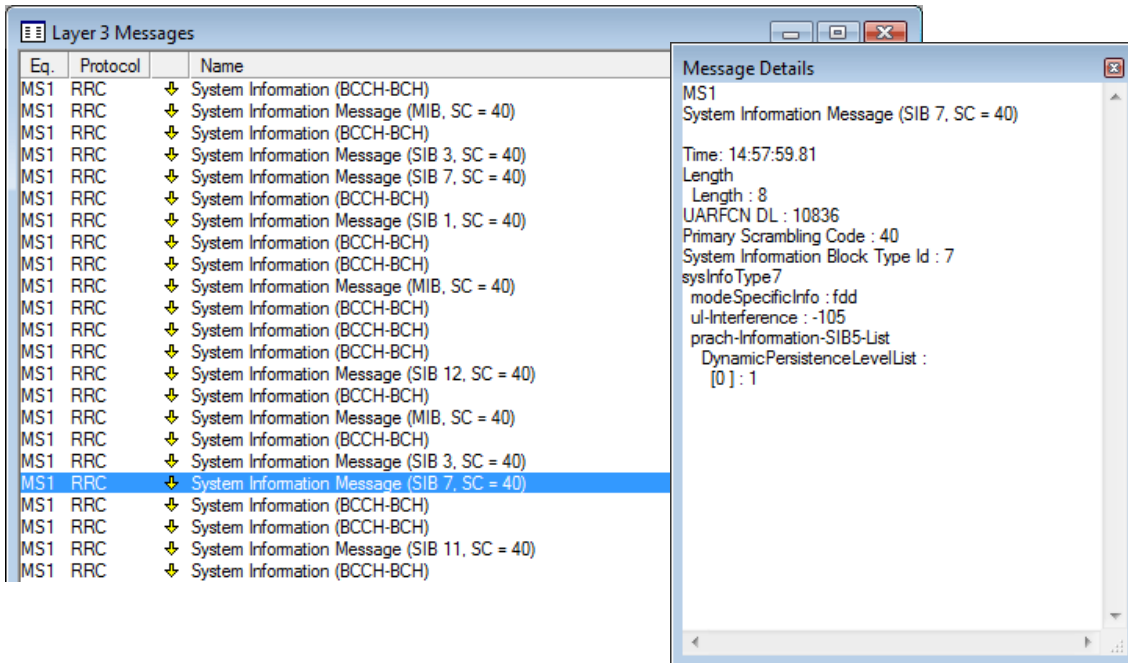 Layer 3 Messages
Eq. Protocol Name
MS1 RRC System Information (BCCH-BCH)
MS1 RRC System Information Message (MIB, SC = 40)
MS1 RRC System Information (BCCH-BCH)
MS1 RRC System Information Message (SIB 3, SC = 40)
MS1 RRC System Information Message (SIB 7, SC = 40)
MS1 RRC System Information (BCCH-BCH)
MS1 RRC System Information Message (SIB 1, SC = 40)
MS1 RRC System Information (BCCH-BCH)
MS1 RRC System Information (BCCH-BCH)
MS1 RRC System Information Message (MIB, SC = 40)
MS1 RRC System Information (BCCH-BCH)
MS1 RRC System Information (BCCH-BCH)
MS1 RRC System Information (BCCH-BCH)
MS1 RRC System Information Message (SIB 12, SC = 40)
MS1 RRC System Information (BCCH-BCH)
MS1 RRC System Information Message (MIB, SC = 40)
MS1 RRC System Information (BCCH-BCH)
MS1 RRC System Information Message (SIB 3, SC = 40)
MS1 RRC System Information Message (SIB 7, SC = 40)
MS1 RRC System Information (BCCH-BCH)
MS1 RRC System Information (BCCH-BCH)
MS1 RRC System Information Message (SIB 11, SC = 40)
MS1 RRC System Information (BCCH-BCH)
Message Details
MS1
System Information Message (SIB 7, SC = 40)
Time: 14:57:59.81
Length
Length : 8
UARFCN DL : 10836
Primary Scrambling Code : 40
System Information Block Type Id : 7
sysInfoType7
modeSpecificInfo : fdd
ul-Interference : -105
prach-Information-SIB5-List
DynamicPersistenceLevelList :
[0 ] : 1